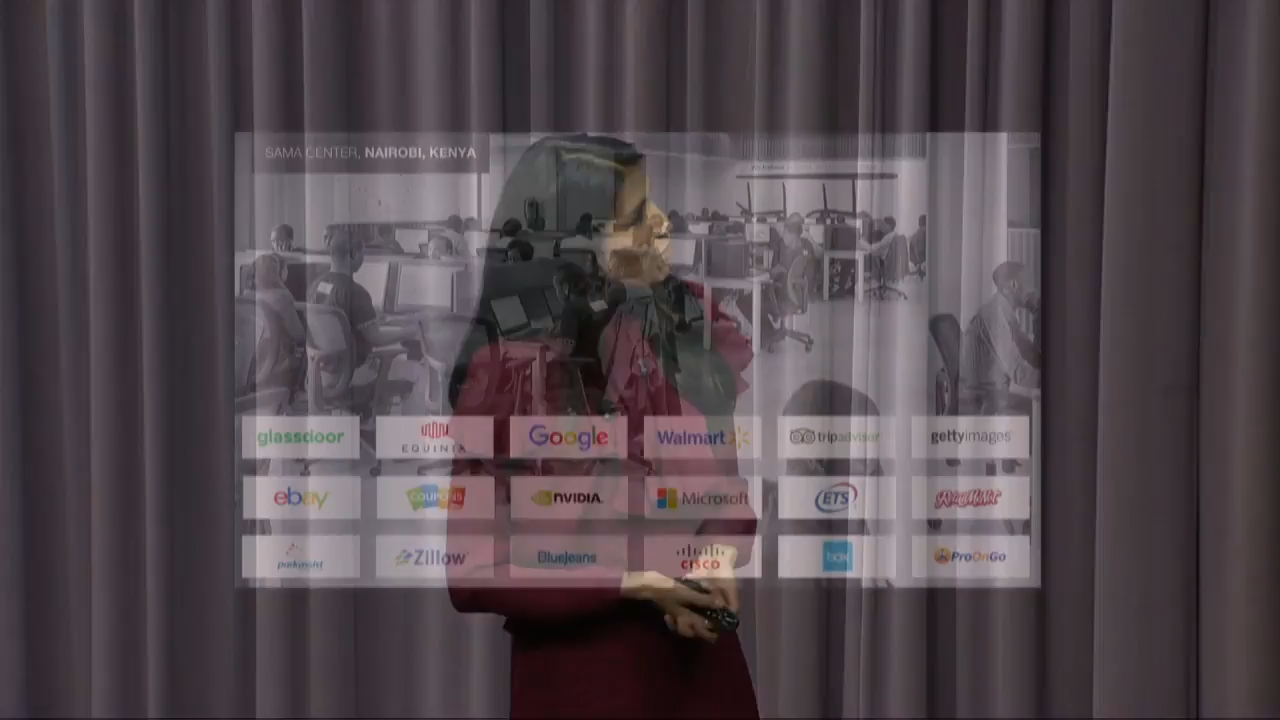 SAMA CENTER, NAIROBI, KENYA
glassdoor
EQUINIX
Google
Walmart
tripadvisor
gettyimages
ebay
COUPONS
NVIDIA
Microsoft
ETS
Zillow
BlueJeans
CISCO
box
ProOnGo